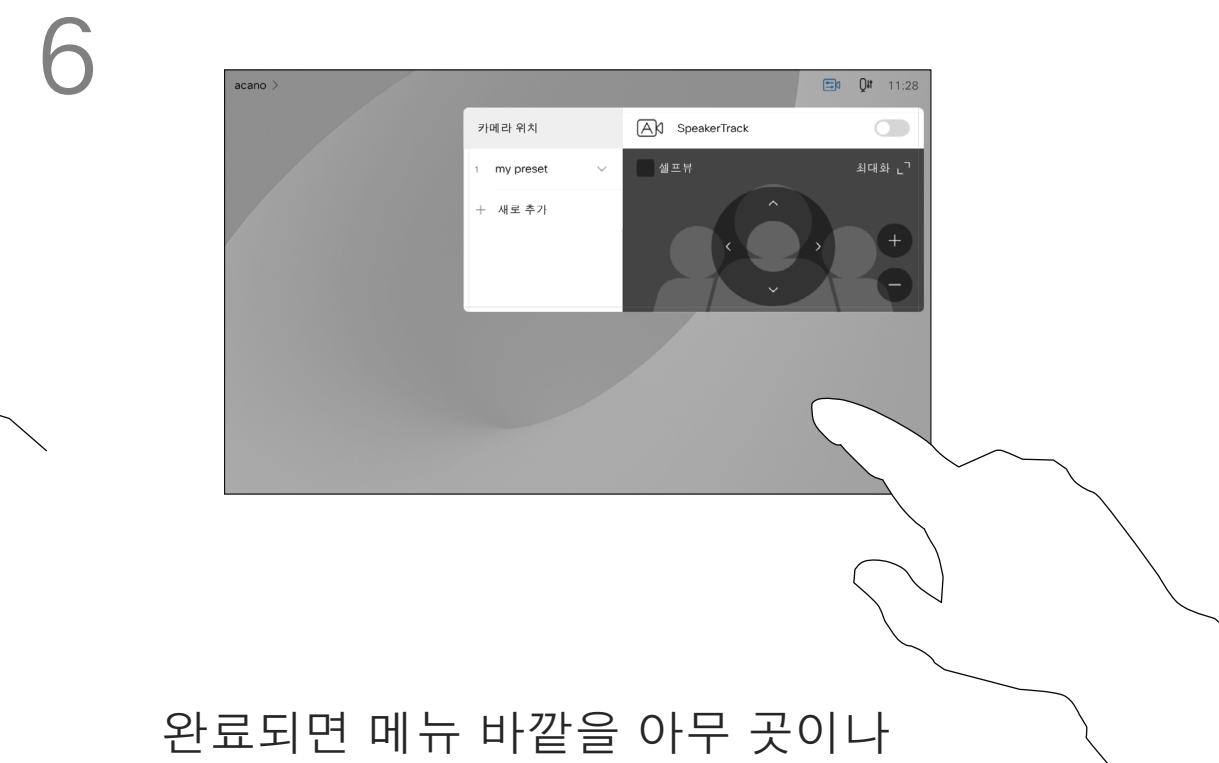 6
acano >
11:28
카메라 위치
SpeakerTrack
1 my preset
셀프뷰
최대화
+ 새로 추가
완료되면 메뉴 바깥을 아무 곳이나